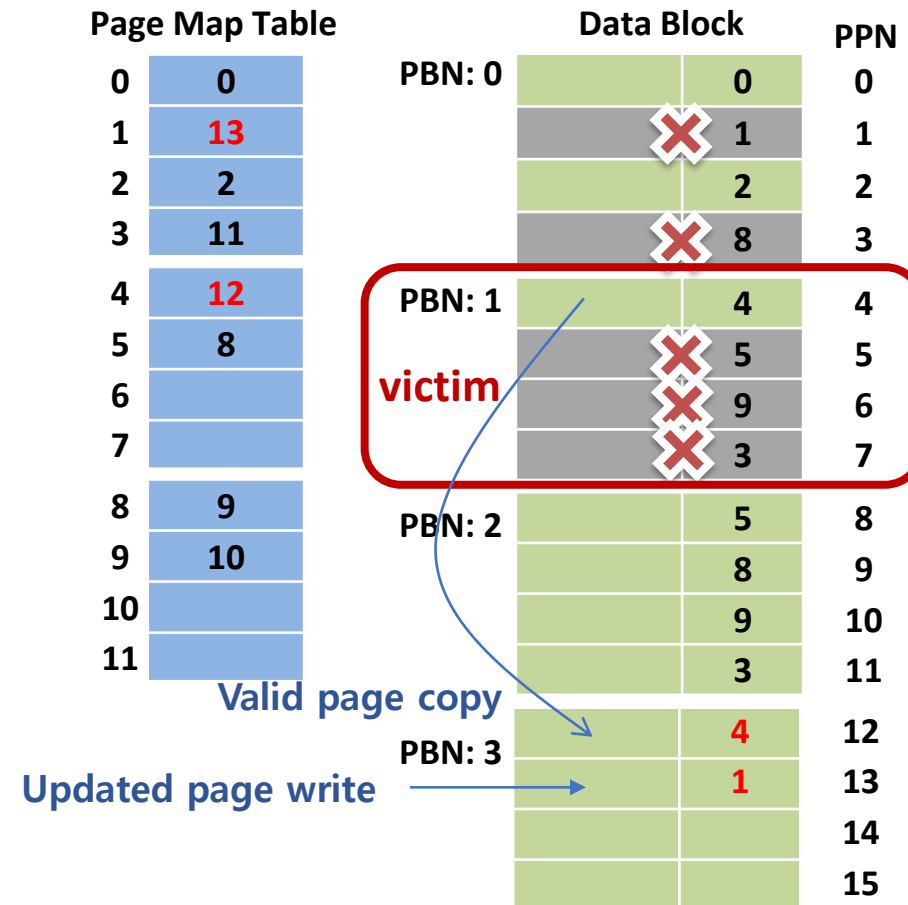 Page Map Table Data Block PPN
0 0 PBN: 0 0 0
1 13 1 1
2 2 2 2
3 11 8 3
4 12 PBN: 1 4 4
5 8 5 5
victim
6 9 6
7 3 7
8 9 PBN: 2 5 8
9 10 8 9
10 9 10
11 3 11
Valid page copy
PBN: 3 4 12
Updated page write 1 13
14
15